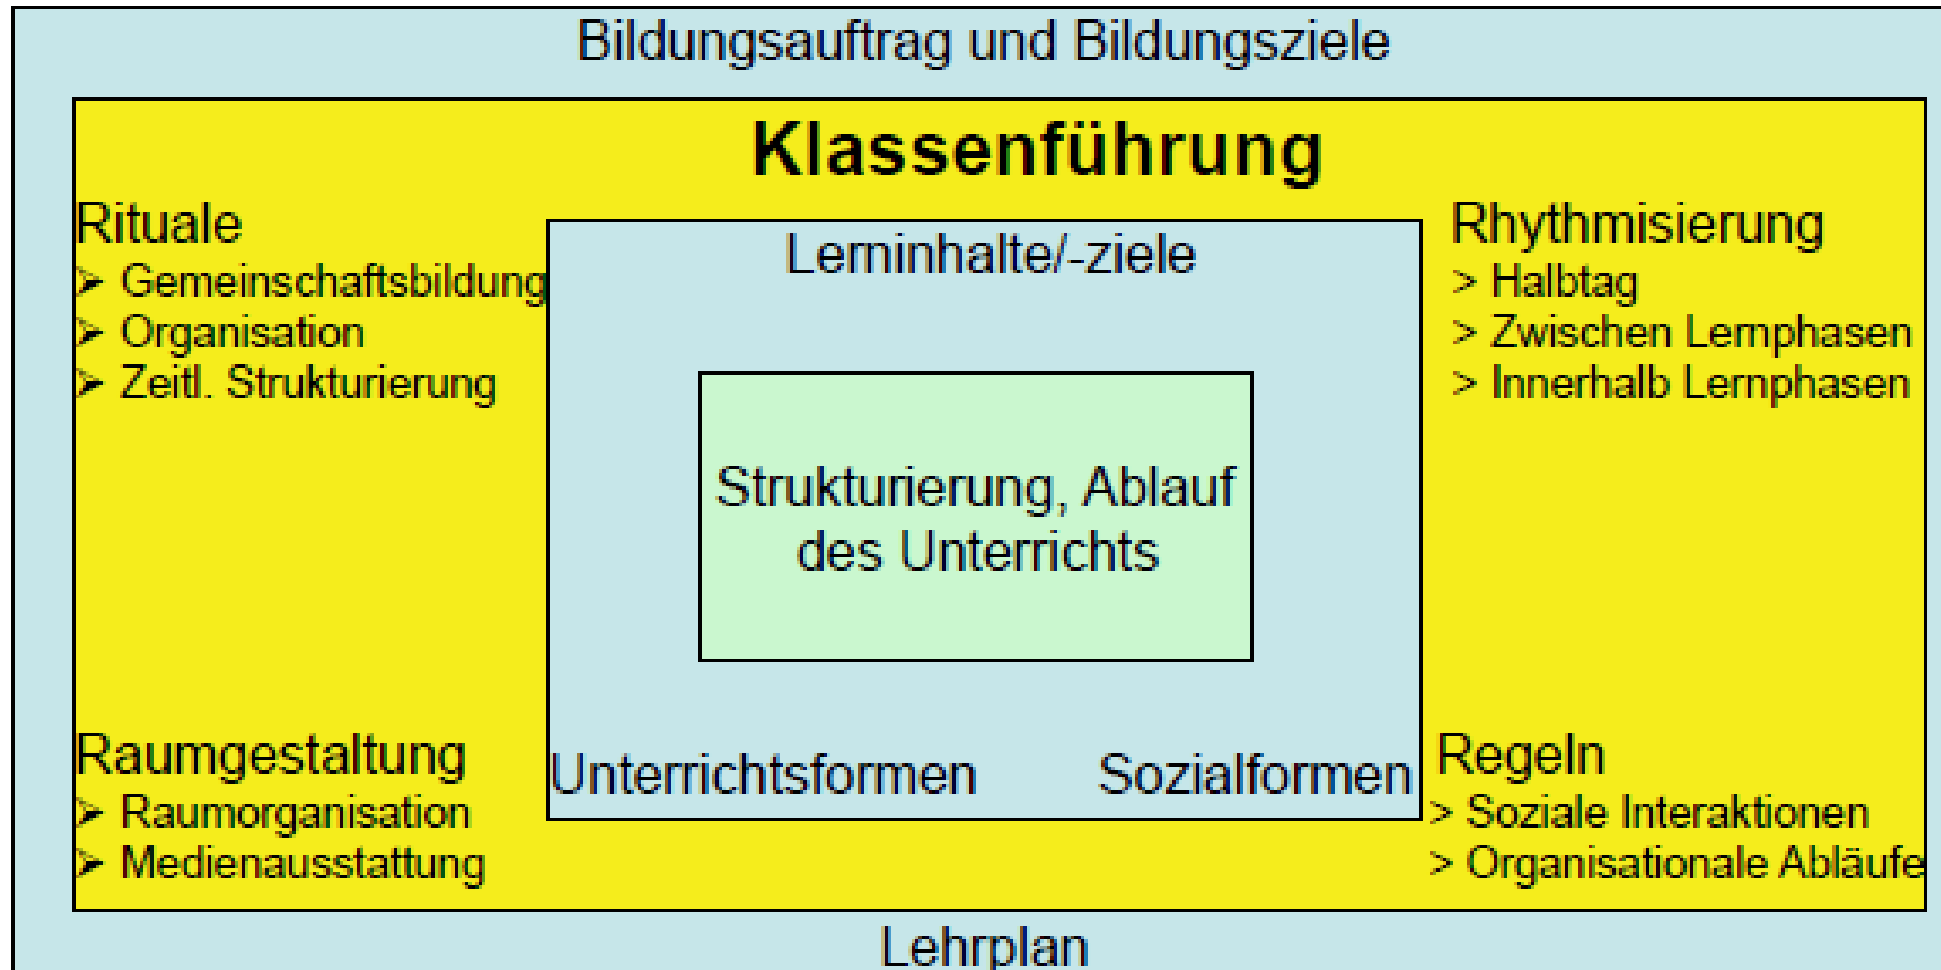 Bildungsauftrag und Bildungsziele
Klassenführung
Rituale
➢ Gemeinschaftsbildung
➢ Organisation
➢ Zeitl. Strukturierung
Rhythmisierung
> Halbtag
> Zwischen Lernphasen
> Innerhalb Lernphasen
Lerninhalte/-ziele
Strukturierung, Ablauf
des Unterrichts
Unterrichtsformen
Sozialformen
Raumgestaltung
➢ Raumorganisation
➢ Medienausstattung
Regeln
> Soziale Interaktionen
> Organisationale Abläufe
Lehrplan